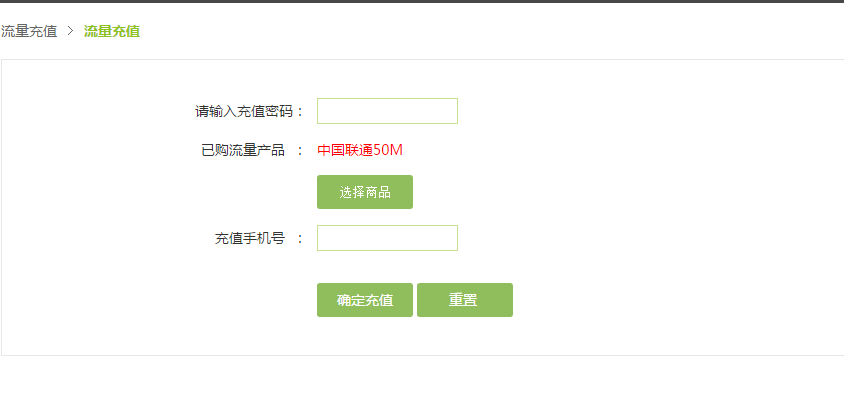 流量充值 > 流量充值
请输入充值密码：
已购流量产品 ：中国联通50M
选择商品
充值手机号 ：
确定充值 重置